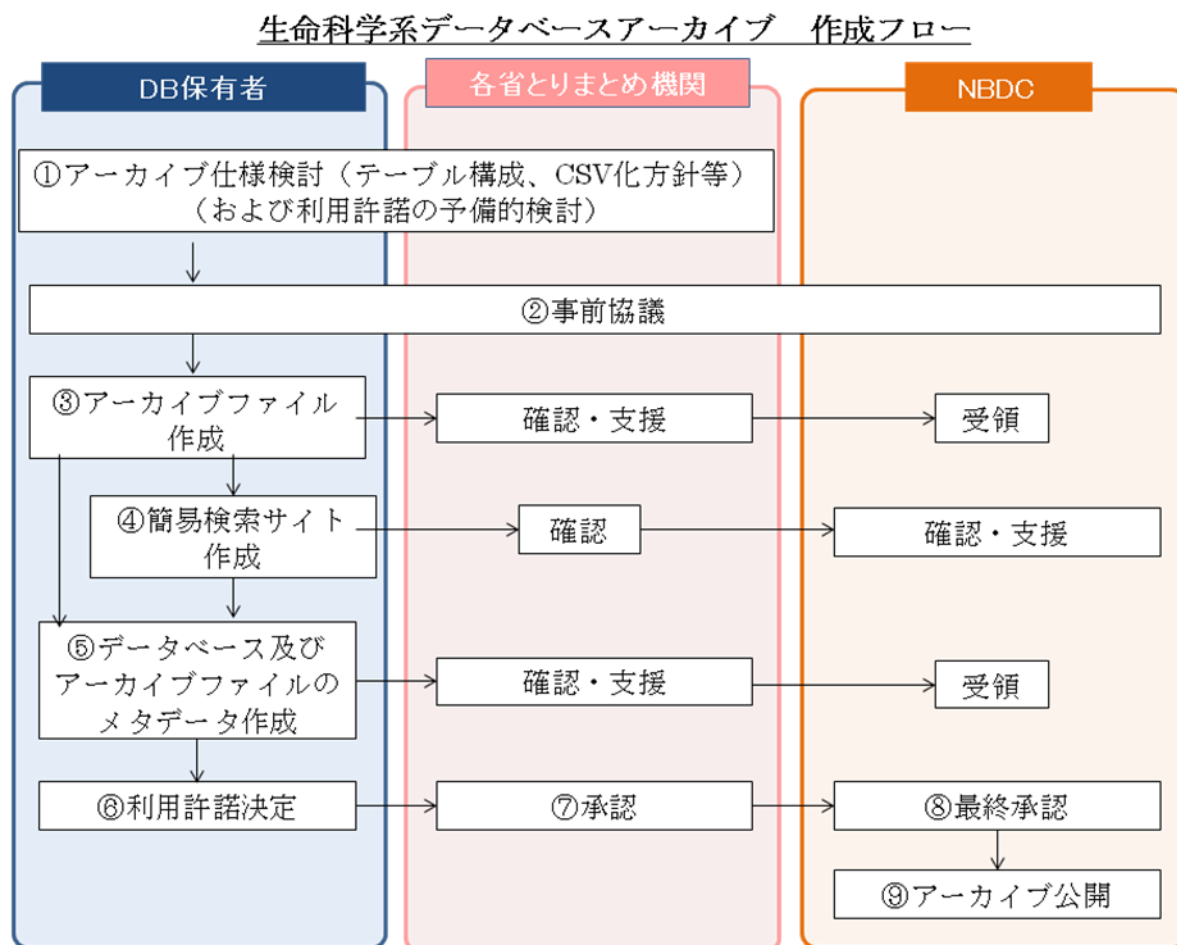 生命科学系データベースアーカイブ　作成フロー
DB保有者
各省とりまとめ機関
NBDC
①アーカイブ仕様検討（テーブル構成、CSV化方針等）
（および利用許諾の予備的検討）
②事前協議
③アーカイブファイル
作成
確認・支援
受領
④簡易検索サイト
作成
確認
確認・支援
⑤データベース及び
アーカイブファイルの
メタデータ作成
確認・支援
受領
⑥利用許諾決定
⑦承認
⑧最終承認
⑨アーカイブ公開